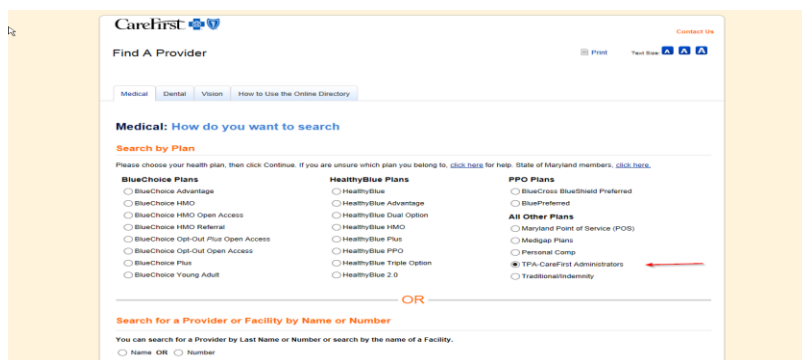 CareFirst
Contact Us
Find A Provider
Print
Text Size A A A
Medical Dental Vision How to Use the Online Directory
Medical: How do you want to search
Search by Plan
Please choose your health plan, then click Continue. If you are unsure which plan you belong to, click here for help. State of Maryland members, click here.
BlueChoice Plans
BlueChoice Advantage
BlueChoice HMO
BlueChoice HMO Open Access
BlueChoice HMO Referral
BlueChoice Opt-Out Plus Open Access
BlueChoice Opt-Out Open Access
BlueChoice Plus
BlueChoice Young Adult
HealthyBlue Plans
HealthyBlue
HealthyBlue Advantage
HealthyBlue Dual Option
HealthyBlue HMO
HealthyBlue Plus
HealthyBlue PPO
HealthyBlue Triple Option
HealthyBlue 2.0
PPO Plans
BlueCross BlueShield Preferred
BluePreferred
All Other Plans
Maryland Point of Service (POS)
Medigap Plans
Personal Comp
TPA-CareFirst Administrators
Traditional/Indemnity
OR
Search for a Provider or Facility by Name or Number
You can search for a Provider by Last Name or Number or search by the name of a Facility.
Name OR Number